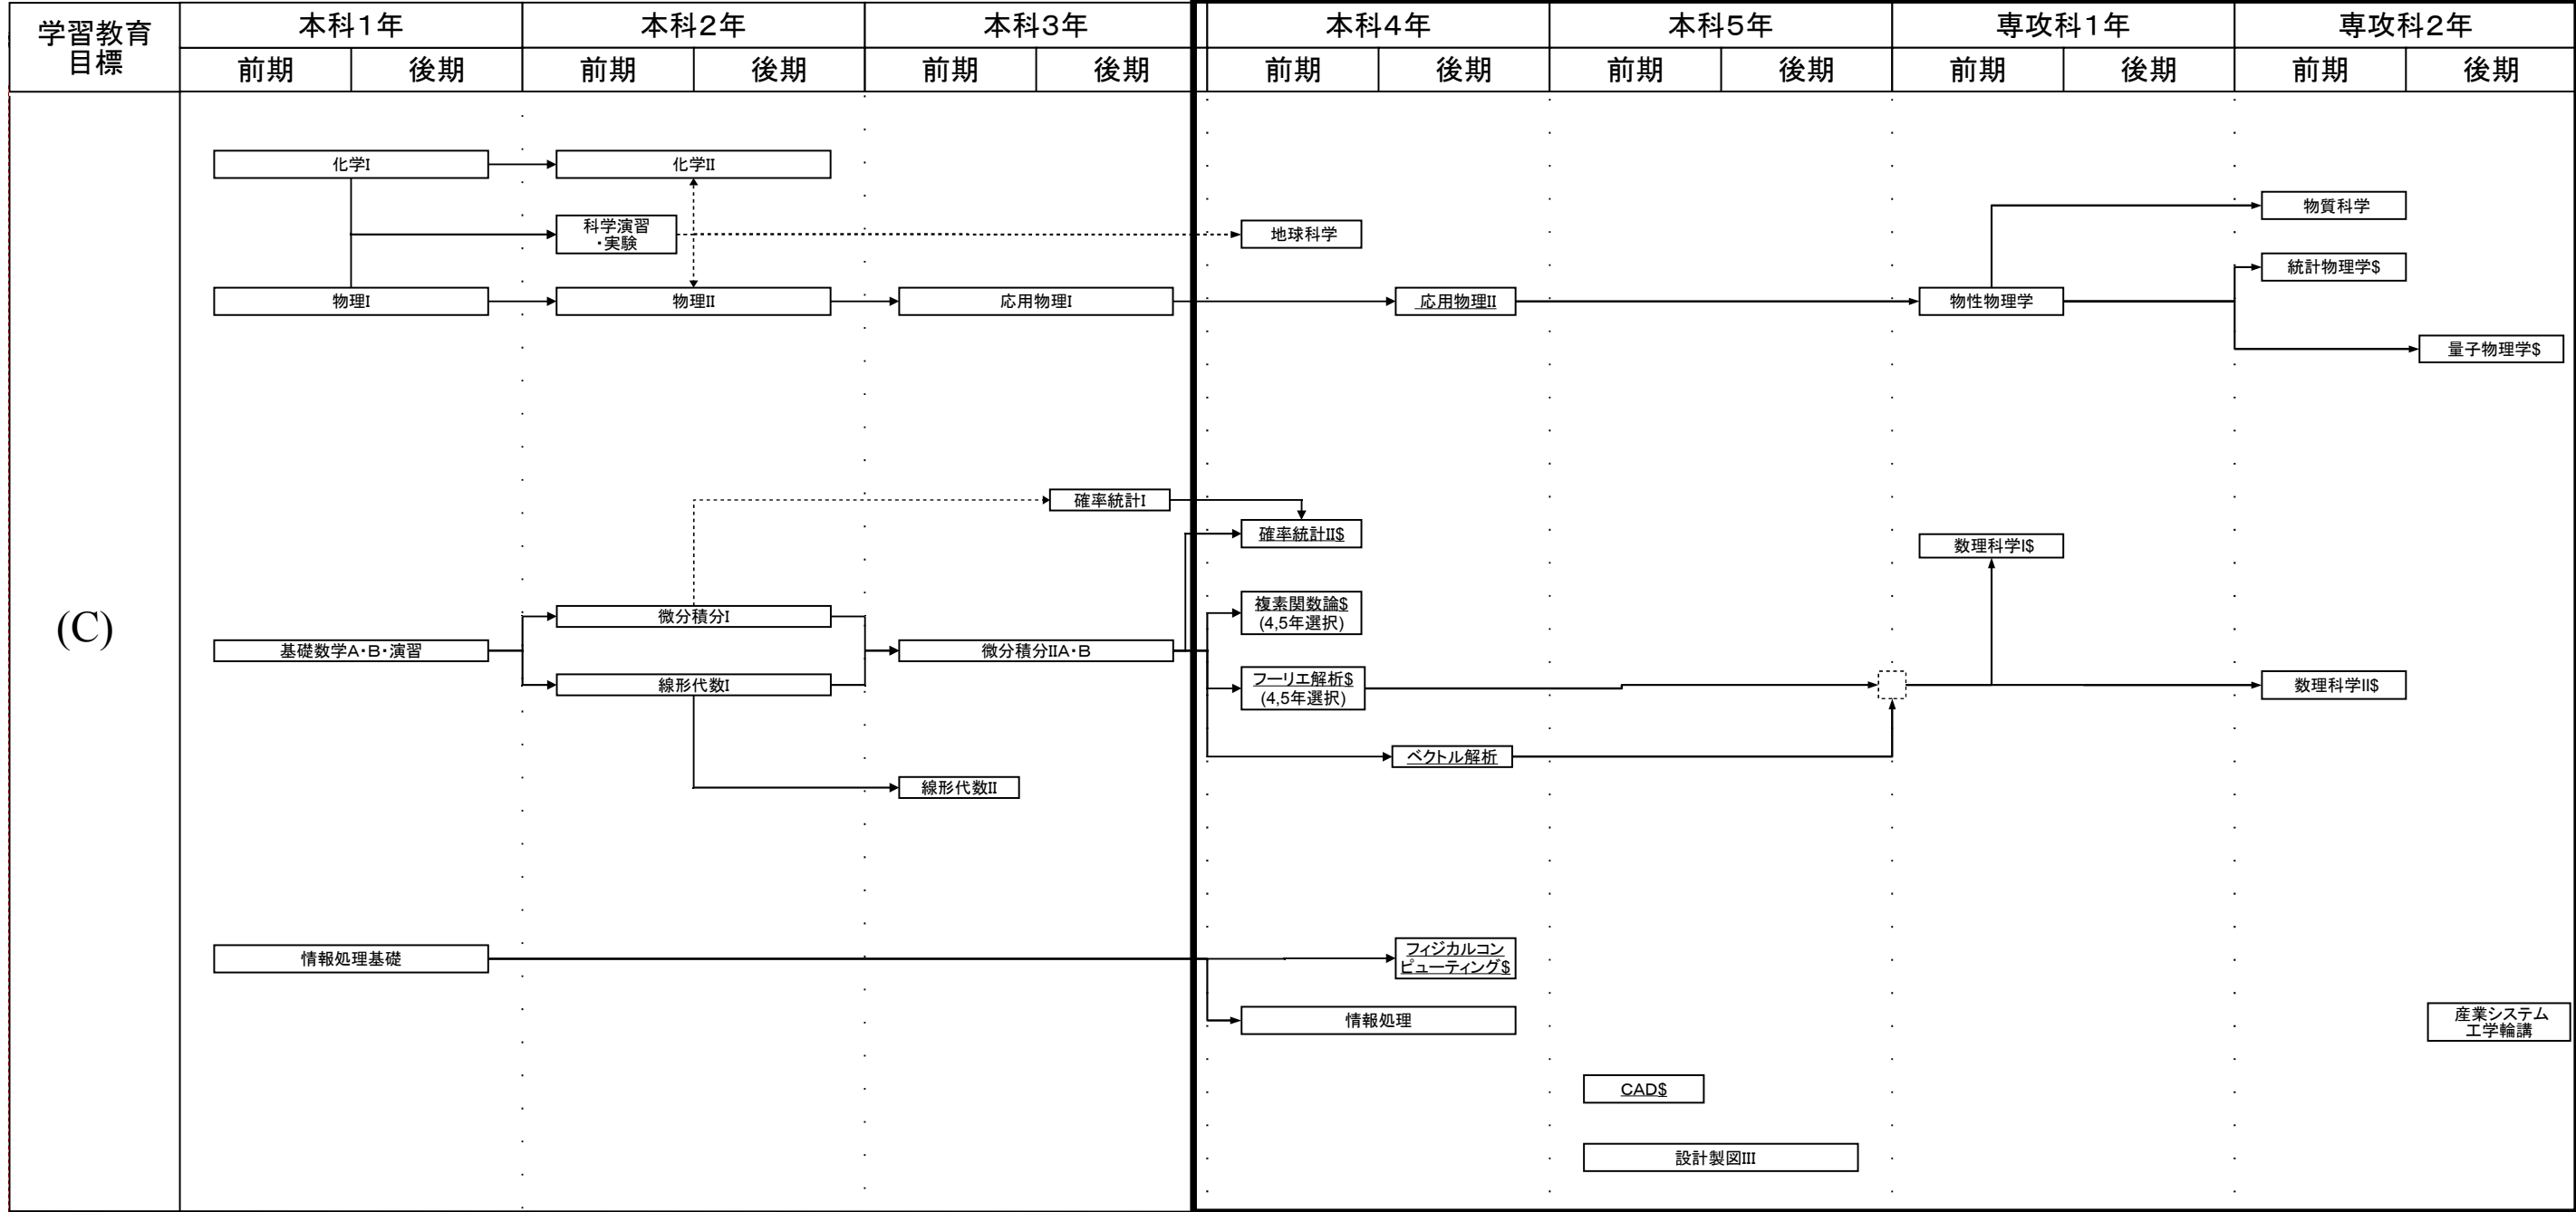 学習教育
目標
本科1年
本科2年
本科3年
本科4年
本科5年
専攻科1年
専攻科2年
前期
後期
前期
後期
前期
後期
前期
後期
前期
後期
前期
後期
前期
後期
(C)
化学I
化学II
科学演習
・実験
地球科学
物質科学
統計物理学$
物理I
物理II
応用物理I
応用物理II
物性物理学
量子物理学$
確率統計I
確率統計II$
数理科学I$
微分積分I
複素関数論$
(4,5年選択)
基礎数学A・B・演習
微分積分IIA・B
線形代数I
フーリエ解析$
(4,5年選択)
数理科学II$
ベクトル解析
線形代数II
情報処理基礎
フィジカルコン
ピューティング$
情報処理
産業システム
工学輪講
CAD$
設計製図III